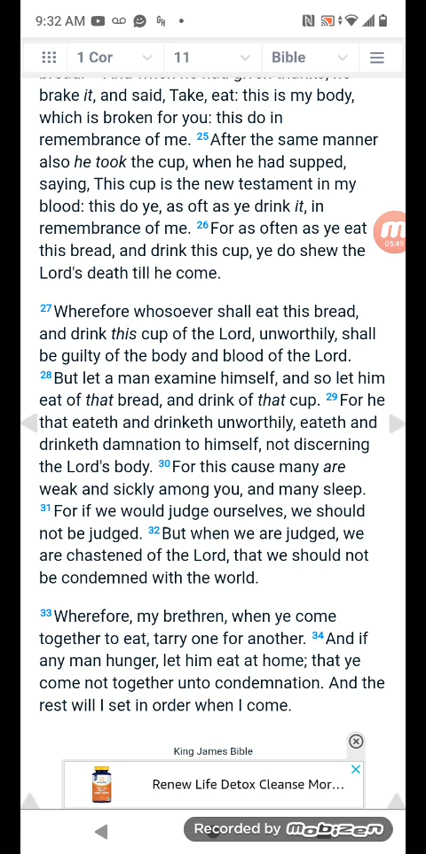 9:32 AM
1 Cor 11 Bible
brake it, and said, Take, eat: this is my body,
which is broken for you: this do in
remembrance of me. 25 After the same manner
also he took the cup, when he had supped,
saying, This cup is the new testament in my
blood: this do ye, as oft as ye drink it, in
remembrance of me. 26 For as often as ye eat
this bread, and drink this cup, ye do shew the
Lord's death till he come.
05:49
27 Wherefore whosoever shall eat this bread,
and drink this cup of the Lord, unworthily, shall
be guilty of the body and blood of the Lord.
28 But let a man examine himself, and so let him
eat of that bread, and drink of that cup. 29 For he
that eateth and drinketh unworthily, eateth and
drinketh damnation to himself, not discerning
the Lord's body. 30 For this cause many are
weak and sickly among you, and many sleep.
31 For if we would judge ourselves, we should
not be judged. 32 But when we are judged, we
are chastened of the Lord, that we should not
be condemned with the world.
33 Wherefore, my brethren, when ye come
together to eat, tarry one for another. 34 And if
any man hunger, let him eat at home; that ye
come not together unto condemnation. And the
rest will I set in order when I come.
King James Bible
Renew Life Detox Cleanse Mor...
Recorded by mobizen